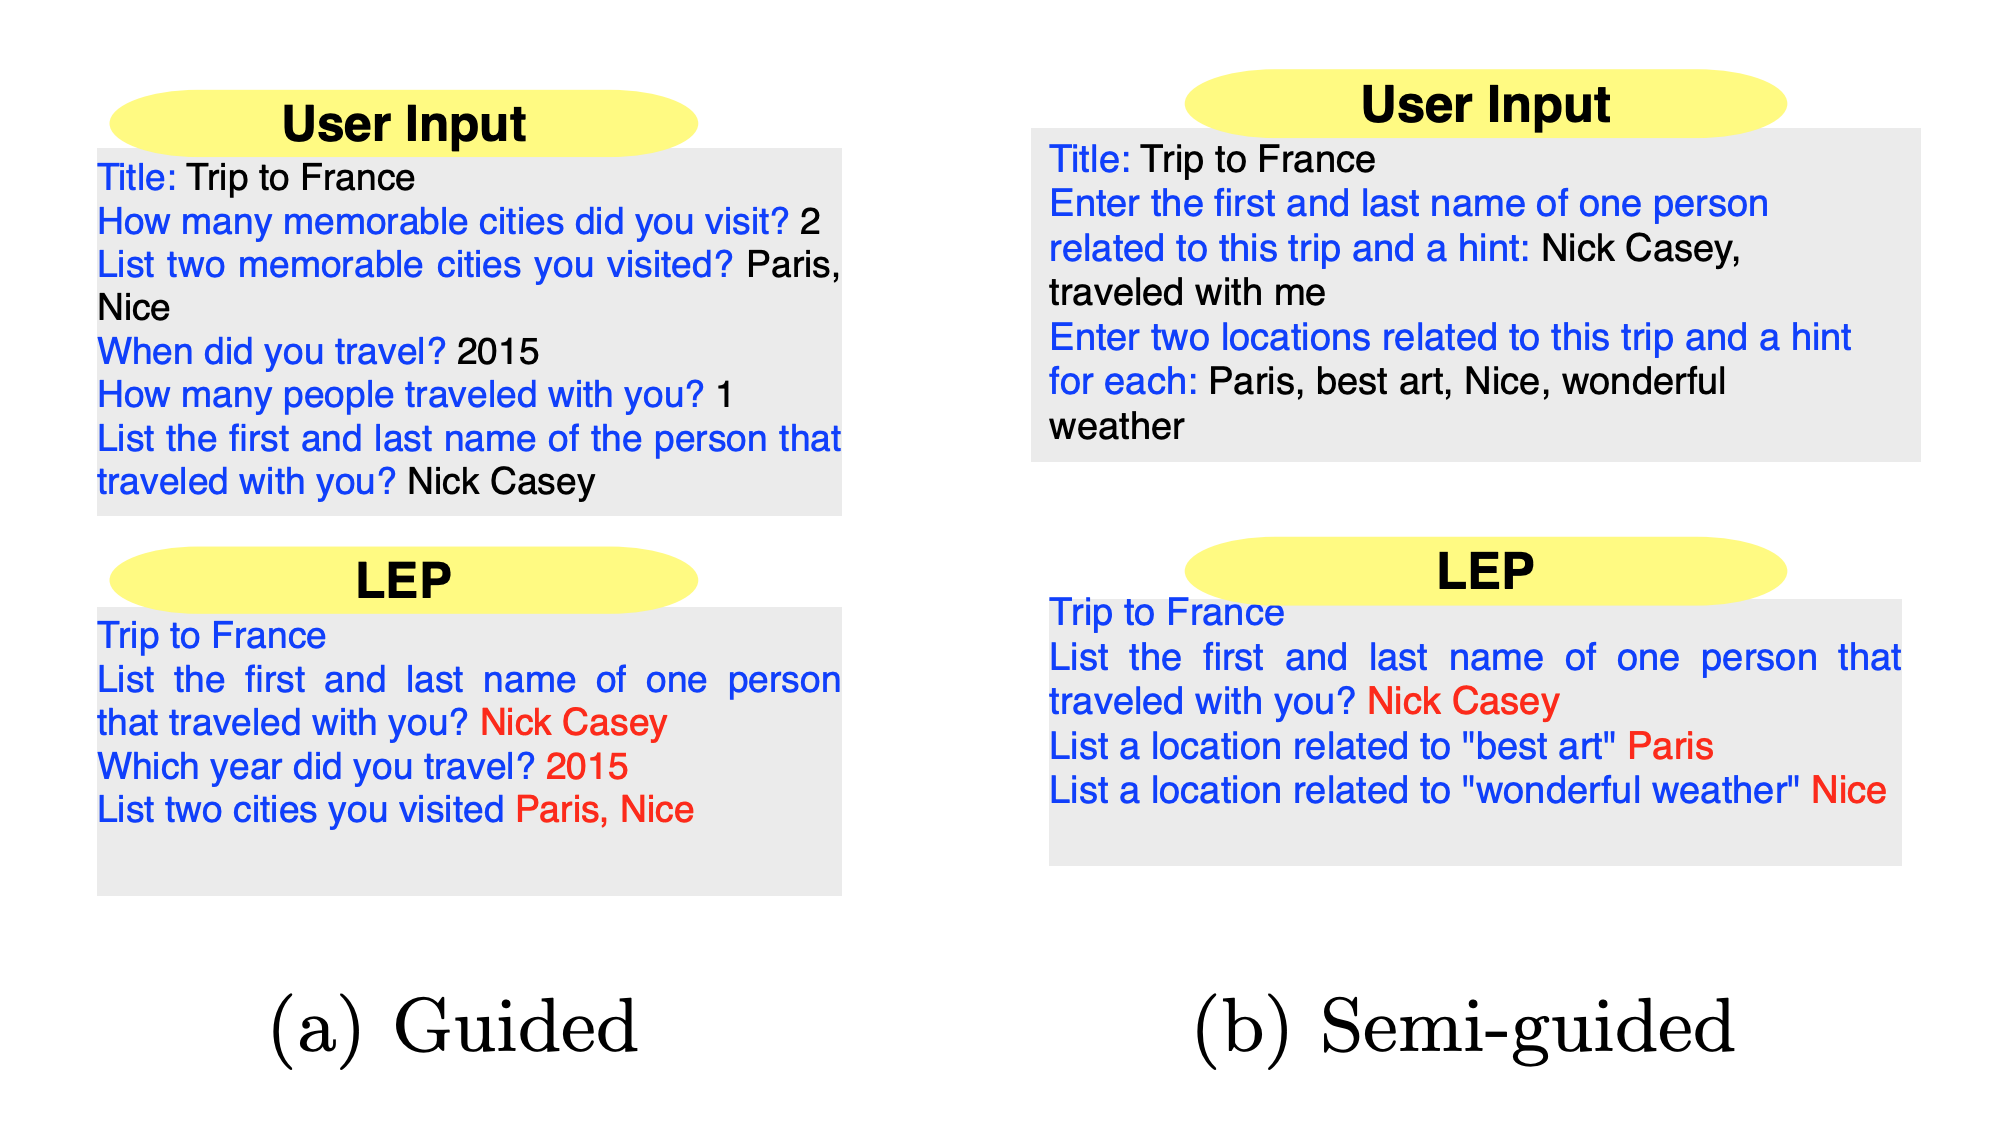 User Input
Title: Trip to France
How many memorable cities did you visit? 2
List two memorable cities you visited? Paris,
Nice
When did you travel? 2015
How many people traveled with you? 1
List the first and last name of the person that
traveled with you? Nick Casey
LEP
Trip to France
List the first and last name of one person
that traveled with you? Nick Casey
Which year did you travel? 2015
List two cities you visited Paris, Nice
(a) Guided
User Input
Title: Trip to France
Enter the first and last name of one person
related to this trip and a hint: Nick Casey,
traveled with me
Enter two locations related to this trip and a hint
for each: Paris, best art, Nice, wonderful
weather
LEP
Trip to France
List the first and last name of one person that
traveled with you? Nick Casey
List a location related to "best art" Paris
List a location related to "wonderful weather" Nice
(b) Semi-guided